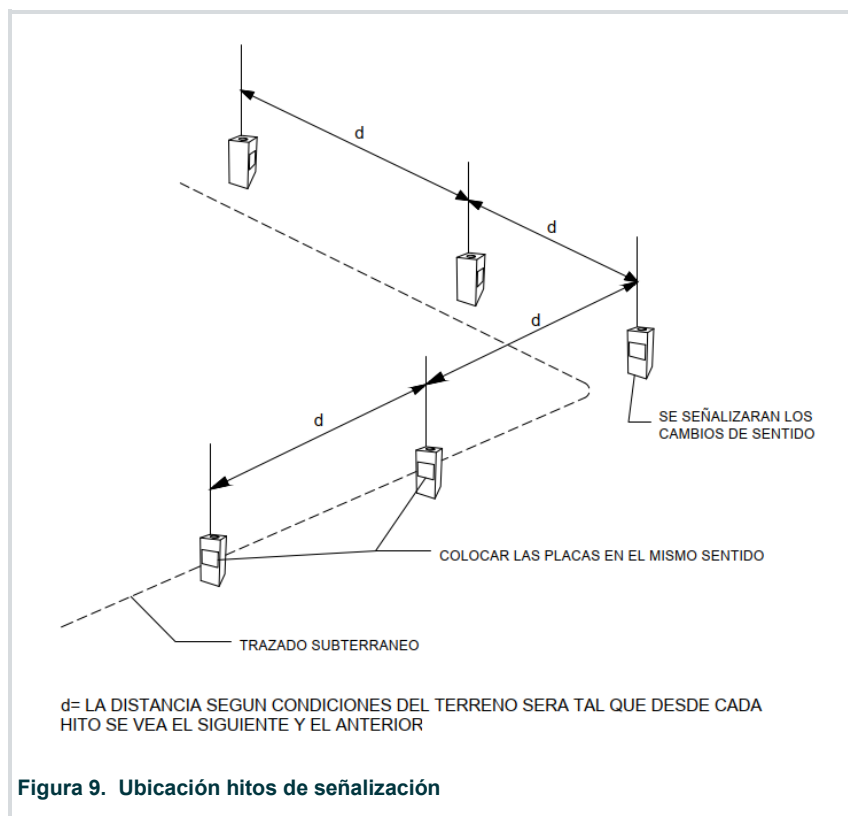 d
d
d
d
SE SEÑALIZARAN LOS
CAMBIOS DE SENTIDO
COLOCAR LAS PLACAS EN EL MISMO SENTIDO
TRAZADO SUBTERRANEO
d= LA DISTANCIA SEGUN CONDICIONES DEL TERRENO SERA TAL QUE DESDE CADA
HITO SE VEA EL SIGUIENTE Y EL ANTERIOR
Figura 9. Ubicación hitos de señalización